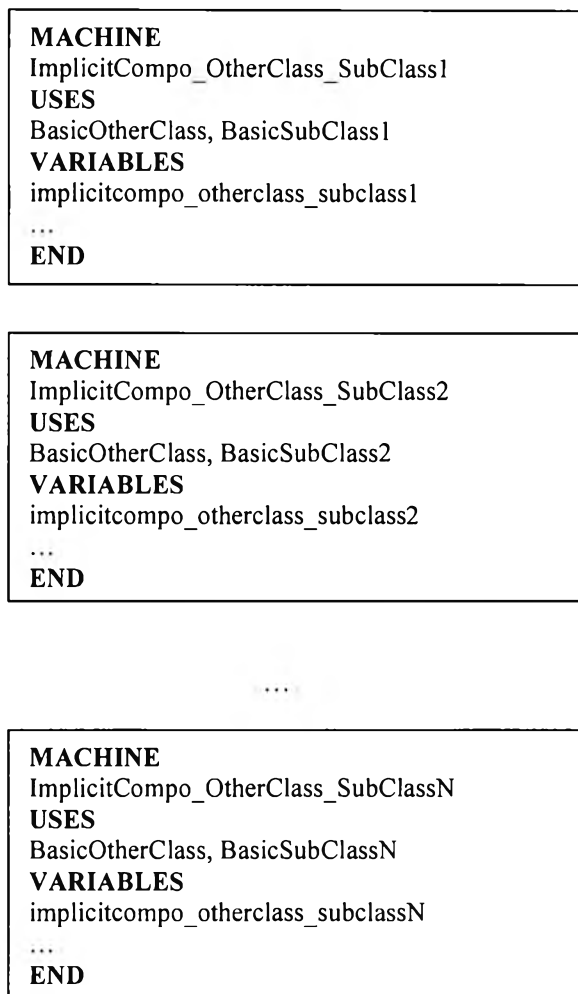 MACHINE
ImplicitCompo_OtherClass_SubClass1
USES
BasicOtherClass, BasicSubClass1
VARIABLES
implicitcompo_otherclass_subclass1
...
END
MACHINE
ImplicitCompo_OtherClass_SubClass2
USES
BasicOtherClass, BasicSubClass2
VARIABLES
implicitcompo_otherclass_subclass2
...
END
...
MACHINE
ImplicitCompo_OtherClass_SubClassN
USES
BasicOtherClass, BasicSubClassN
VARIABLES
implicitcompo_otherclass_subclassN
...
END